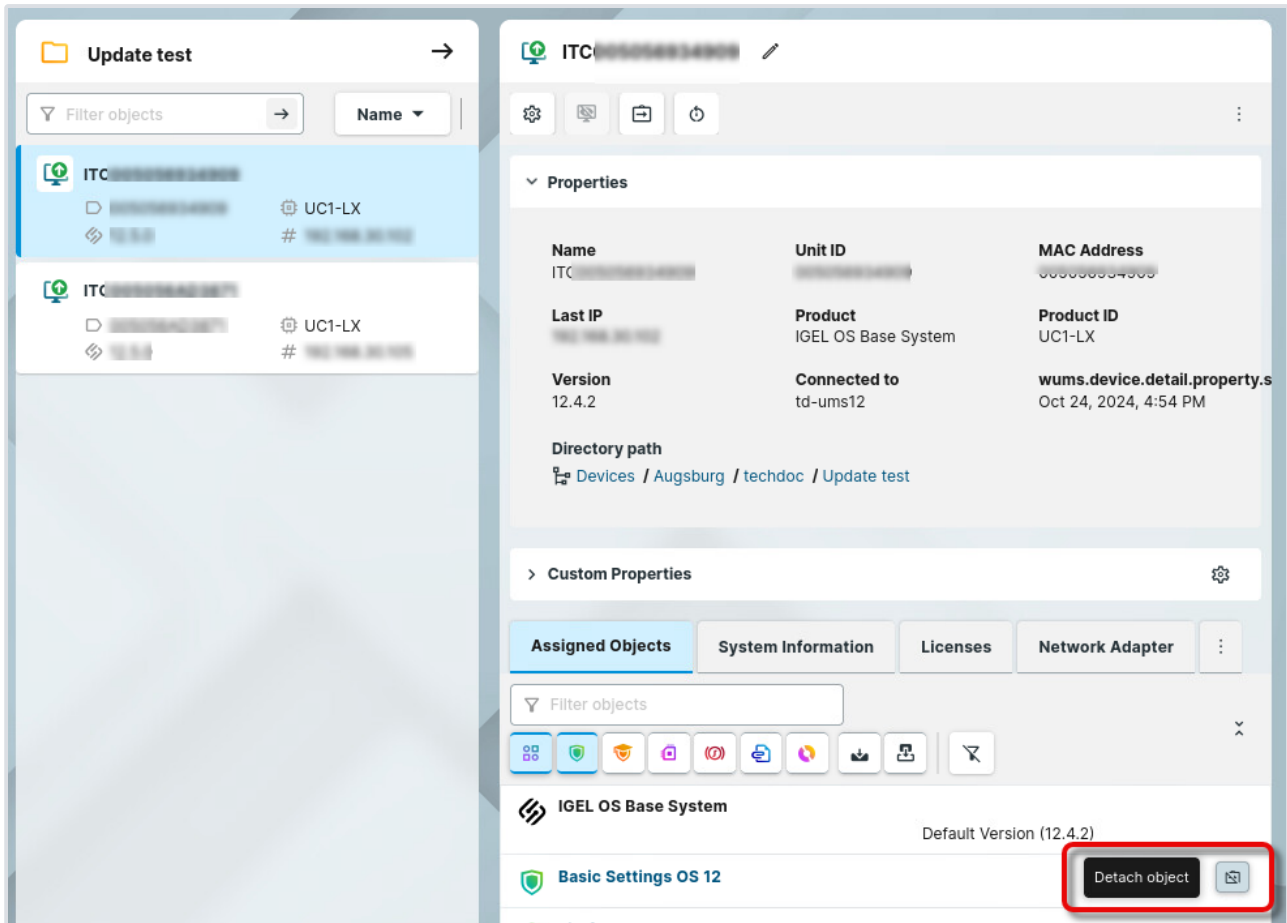 Update test
Filter objects
Name
ITC
UC1-LX
#
ITC
UC1-LX
#
ITC
Properties
Name Unit ID MAC Address
ITC
Last IP Product Product ID
IGEL OS Base System UC1-LX
Version Connected to wums.device.detail.property.s
12.4.2 td-ums12 Oct 24, 2024, 4:54 PM
Directory path
Devices / Augsburg / techdoc / Update test
Custom Properties
Assigned Objects System Information Licenses Network Adapter
Filter objects
IGEL OS Base System
Default Version (12.4.2)
Basic Settings OS 12 Detach object